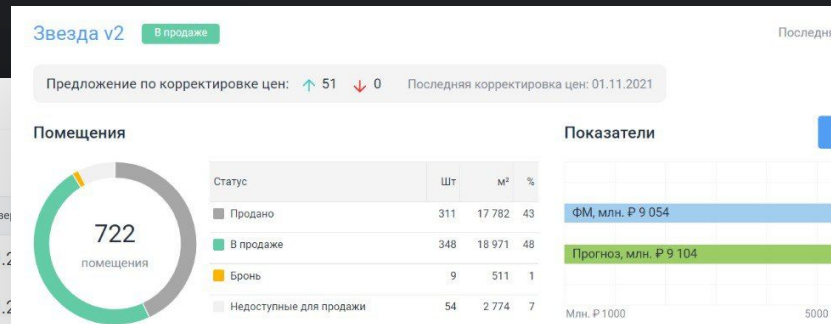 Звезда v2 В продаже
Предложение по корректировке цен: ↑ 51 ↓ 0 Последняя корректировка цен: 01.11.2021
Помещения
722
помещения
Статус Шт м² %
Продано 311 17 782 43
В продаже 348 18 971 48
Бронь 9 511 1
Недоступные для продажи 54 2 774 7
Показатели
ФМ, млн. ₽ 9 054
Прогноз, млн. ₽ 9 104
Млн. ₽ 1000 5000